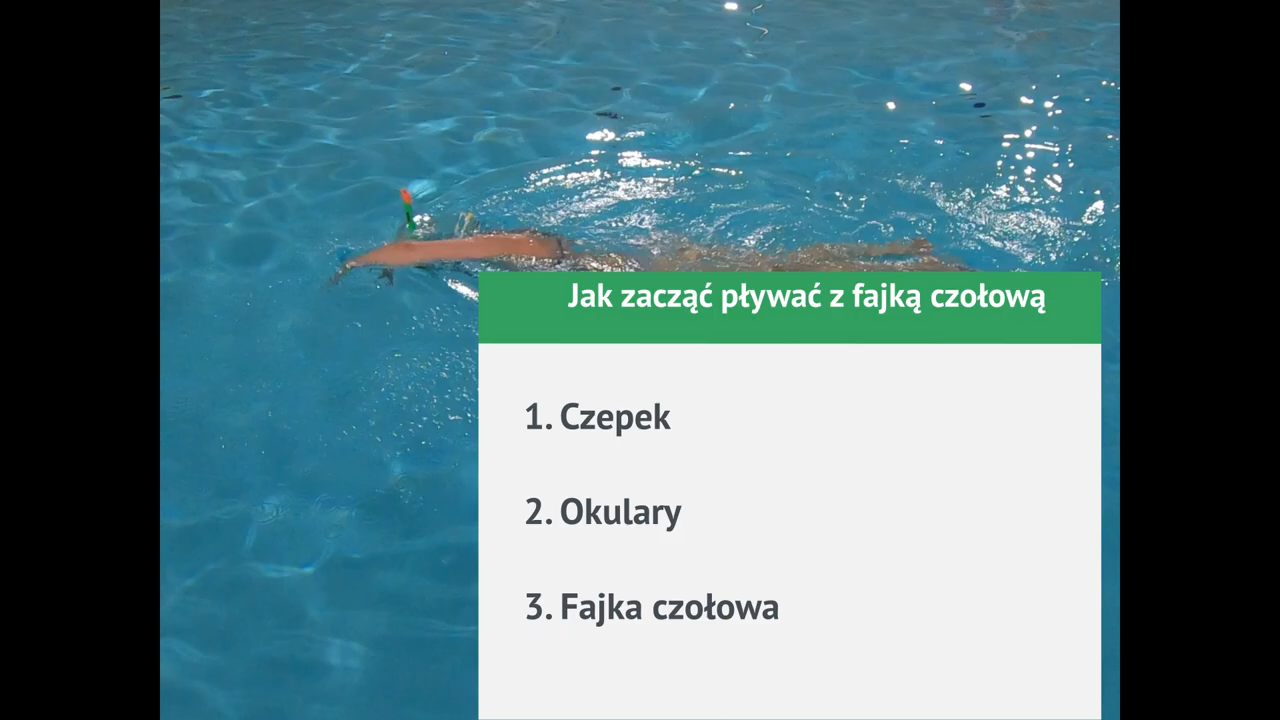 Jak zacząć pływać z fajką czołową
1. Czepek
2. Okulary
3. Fajka czołowa